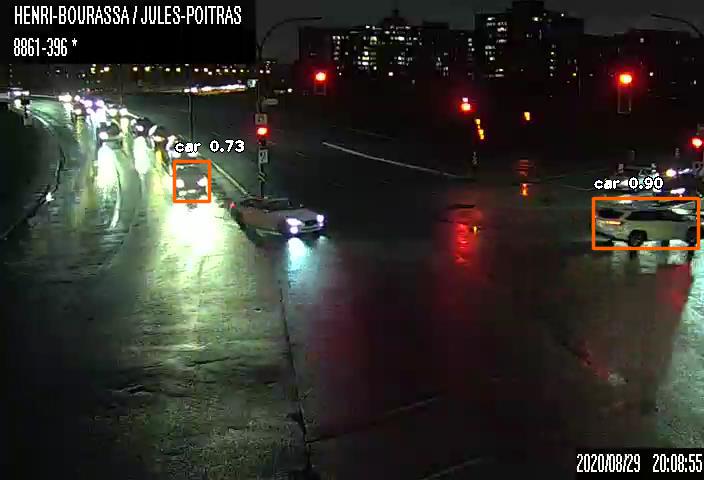 HENRI-BOURASSA / JULES-POITRAS
8861-396 *
car 0.73
car 0.90
2020/08/29 20:08:55